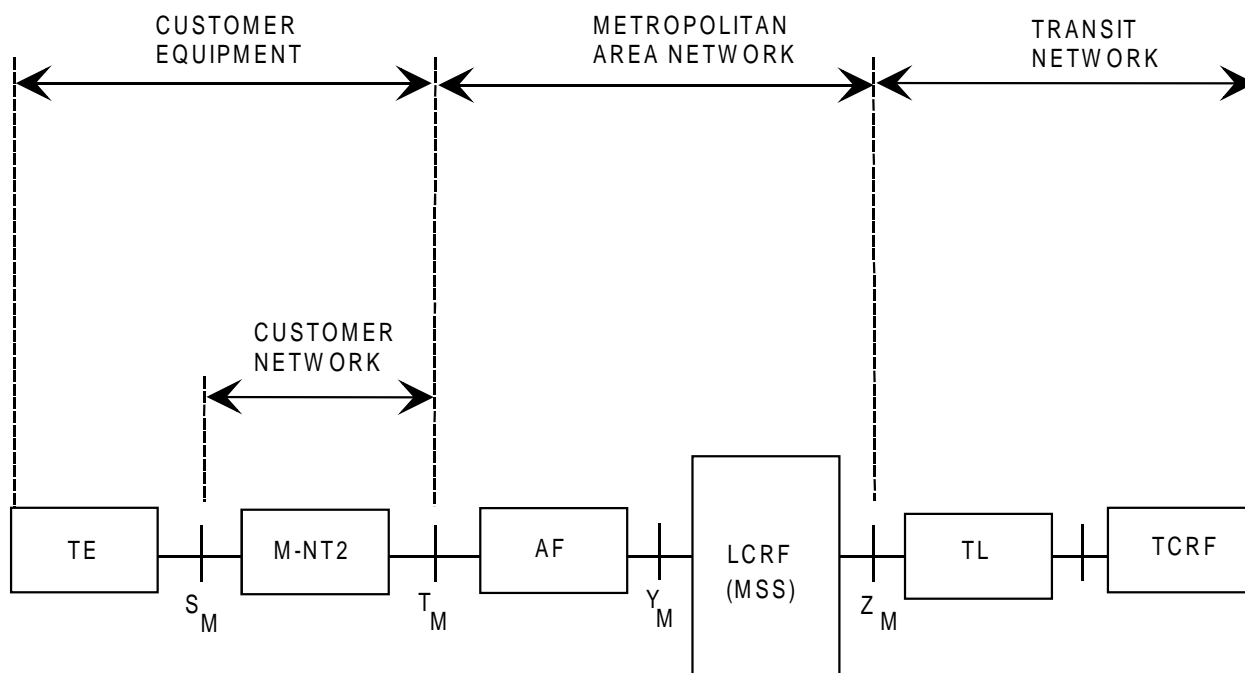 CUSTOMER
EQUIPMENT
METROPOLITAN
AREA NETWORK
TRANSIT
NETWORK
CUSTOMER
NETWORK
TE
M-NT2
AF
LCRF
(MSS)
TL
TCRF
S M
T M
Y M
Z M